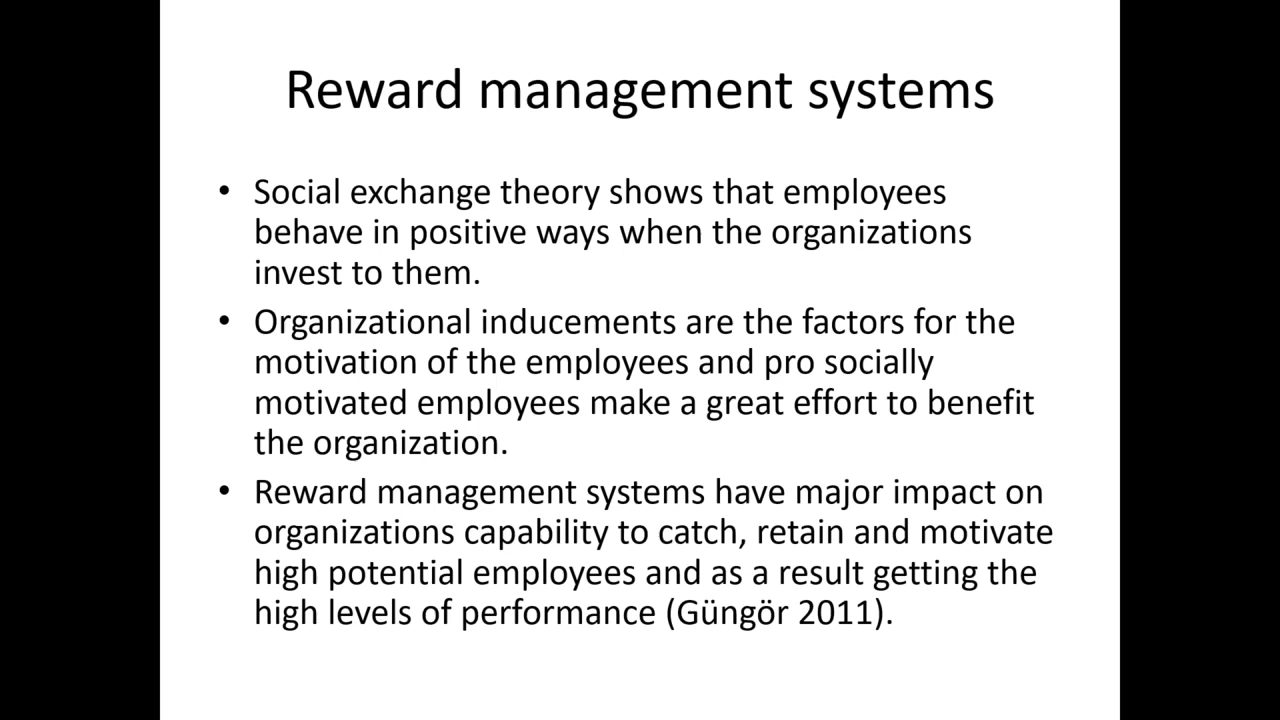 Reward management systems
• Social exchange theory shows that employees
behave in positive ways when the organizations
invest to them.
• Organizational inducements are the factors for the
motivation of the employees and pro socially
motivated employees make a great effort to benefit
the organization.
• Reward management systems have major impact on
organizations capability to catch, retain and motivate
high potential employees and as a result getting the
high levels of performance (Güngör 2011).